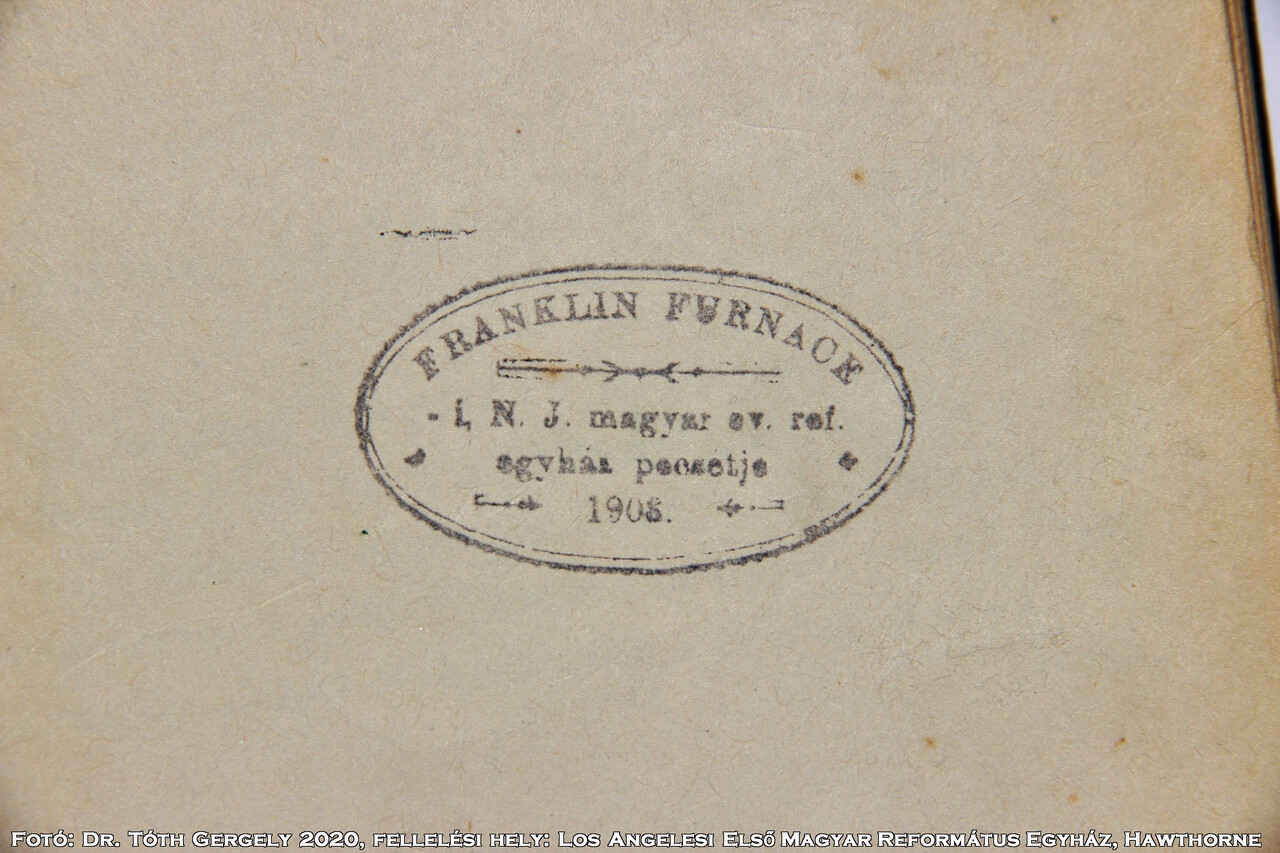 FRANKLIN FURNACE
- i, N. J. magyar ev. ref.
egyház pecsétje
1908.
Fotó: Dr. Tóth Gergely 2020, fellelési hely: Los Angelesi Első Magyar Református Egyház, Hawthorne